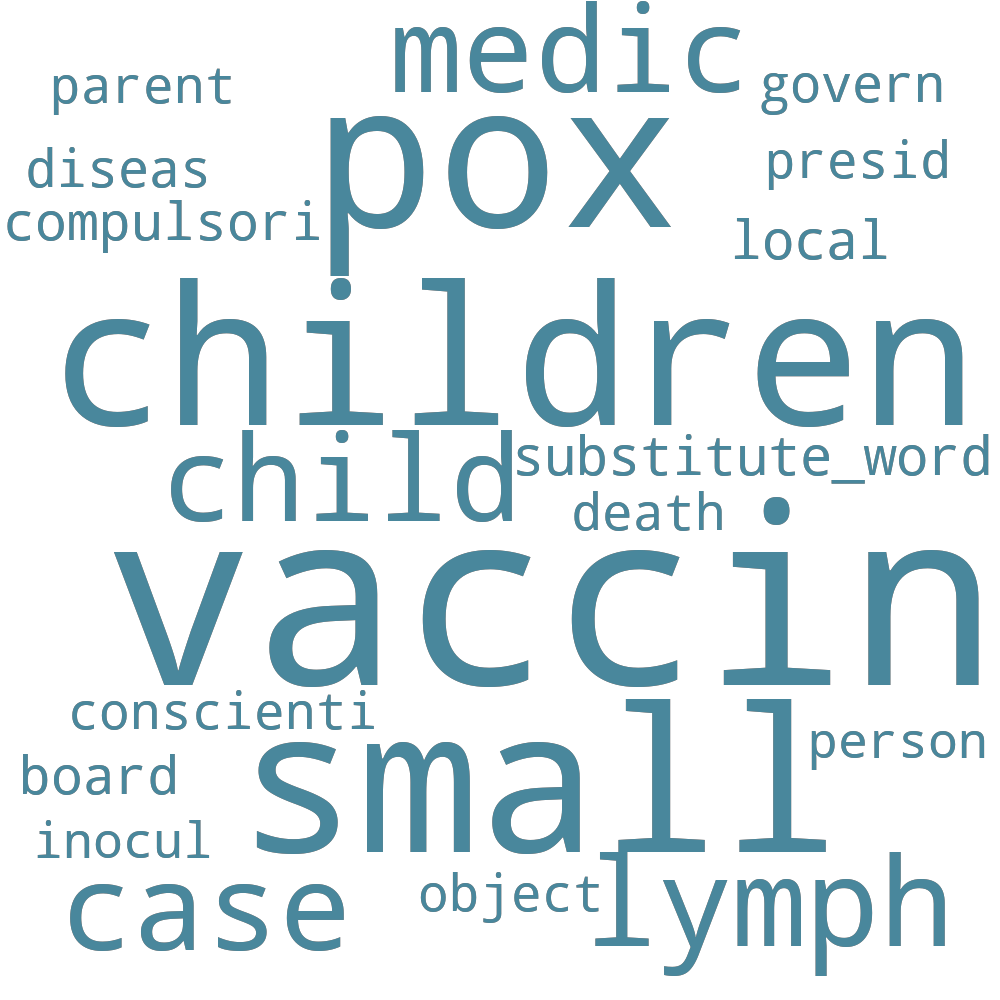 medic
parent
govern
pox
diseas
presid
compulsori
local
children
child
substitute_word
death
vaccin
conscienti
small
person
board
inocul
case
object
lymph